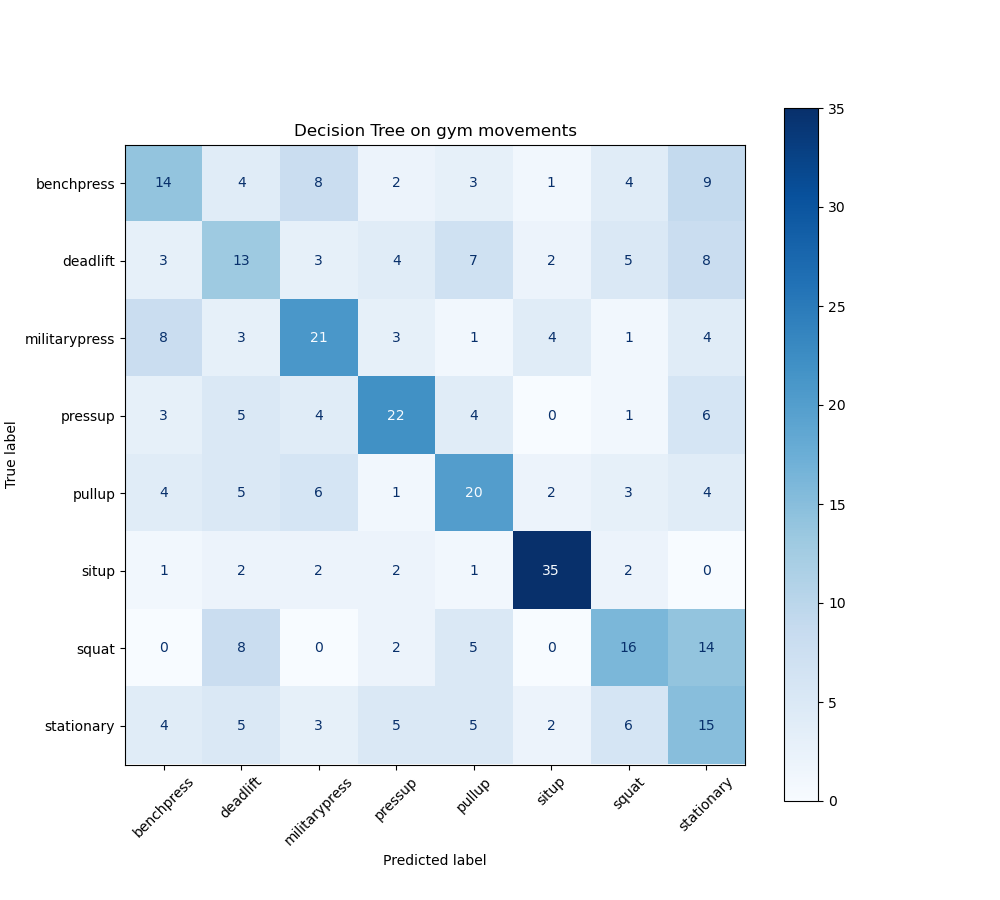 Decision Tree on gym movements
True label
benchpress 14 4 8 2 3 1 4 9
deadlift 3 13 3 4 7 2 5 8
militarypress 8 3 21 3 1 4 1 4
pressup 3 5 4 22 4 0 1 6
pullup 4 5 6 1 20 2 3 4
situp 1 2 2 2 1 35 2 0
squat 0 8 0 2 5 0 16 14
stationary 4 5 3 5 5 2 6 15
benchpress deadlift militarypress pressup pullup situp squat stationary
Predicted label
35
30
25
20
15
10
5
0